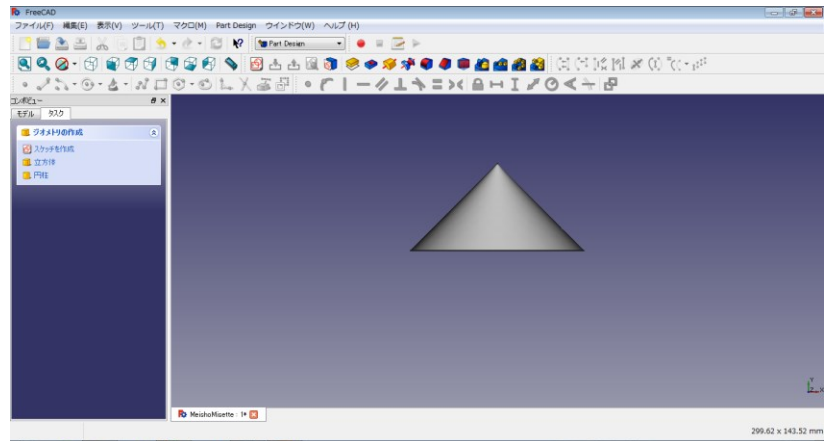 FreeCAD
ファイル(F) 編集(E) 表示(V) ツール(T) マクロ(M) Part Design ウインドウ(W) ヘルプ(H)
Part Design
コンボビュー
モデル タスク
ジオメトリの作成
スケッチを作成
立方体
円柱
MeishoMisette : 1*
299.62 x 143.52 mm